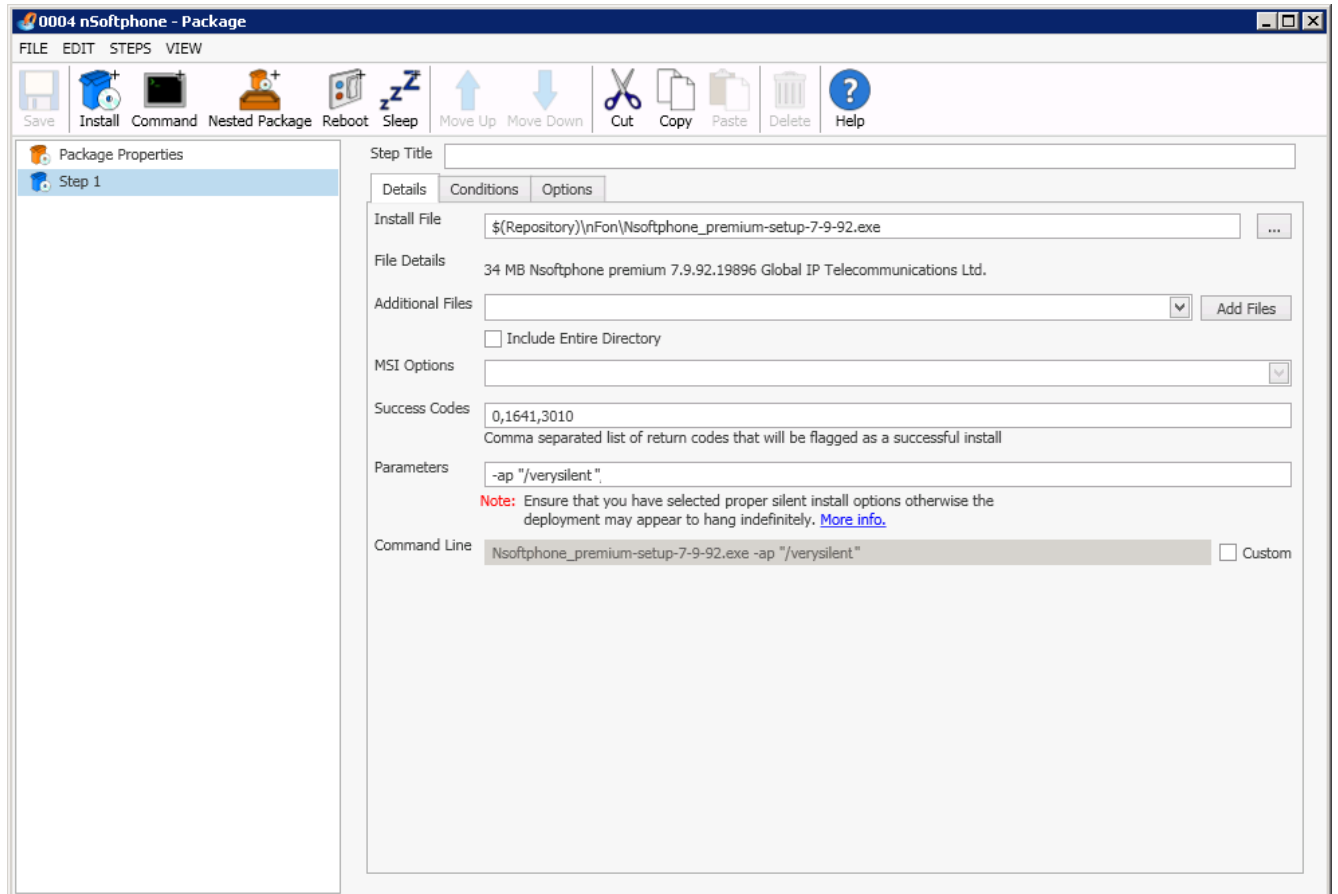 0004 nSoftphone - Package
FILE EDIT STEPS VIEW
Save Install Command Nested Package Reboot Sleep Move Up Move Down Cut Copy Paste Delete Help
Package Properties
Step 1
Step Title
Details Conditions Options
Install File $(Repository)\nFon\Nsoftphone_premium-setup-7-9-92.exe ...
File Details 34 MB Nsoftphone premium 7.9.92.19896 Global IP Telecommunications Ltd.
Additional Files Add Files
Include Entire Directory
MSI Options
Success Codes 0,1641,3010
Comma separated list of return codes that will be flagged as a successful install
Parameters -ap "/verysilent"
Note: Ensure that you have selected proper silent install options otherwise the
deployment may appear to hang indefinitely. More info.
Command Line Nsoftphone_premium-setup-7-9-92.exe -ap "/verysilent" Custom